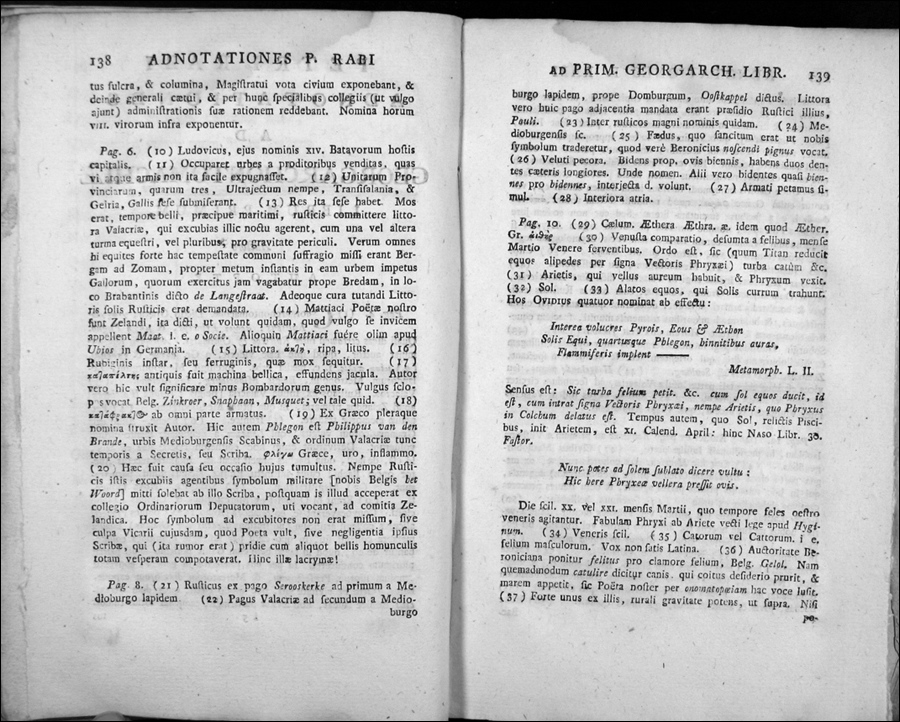 138 ADNOTATIONES P. RABI
tus fulcra, & columina, Magiſtratui vota civium exponebant, &
deinde generali cætui, & per hunc ſpecialibus collegiis (ut vulgo
ajunt) adminiſtrationis ſuæ rationem reddebant. Nomina horum
VIII. virorum infra exponentur.
Pag. 6. (10) Ludovicus, ejus nominis XIV. Batavorum hoſtis
capitalis. (11) Occuparet urbes a proditoribus venditas, quas
vi atque armis non ita facile expugnaſſet. (12) Unitarum Pro-
vinciarum, quarum tres, Ultrajectum nempe, Tranſiſalania, &
Gelria, Gallis ſeſe ſubmiſerant. (13) Res ita ſeſe habet. Mos
erat, tempore belli, præcipue maritimi, ruſticis committere litto-
ra Valacriæ, qui excubias illic noctu agerent, cum una vel altera
turma equeſtri, vel pluribus, pro gravitate periculi. Verum omnes
hi equites forte hac tempeſtate communi ſuffragio miſſi erant Ber-
gam ad Zomam, propter metum inſtantis in eam urbem impetus
Gallorum, quorum exercitus jam vagabatur prope Bredam, in lo-
co Brabantinis dicto de Langeſtraat. Adeoque cura tutandi Litto-
ris ſolis Ruſticis erat demandata. (14) Mattiaci Poëtæ noſtro
ſunt Zelandi, ita dicti, ut volunt quidam, quod vulgo ſe invicem
appellent Maat. i. e. o Socie. Alioquin Mattiaci fuére olim apud
Ubios in Germania. (15) Littora. ἀκτὴ, ripa, litus. (16)
Rubiginis inſtar, ſeu ferruginis, quæ mox ſequitur. (17)
καταπέλτης antiquis fuit machina bellica, effundens jacula. Autor
vero hic vult ſignificare minus Bombardorum genus. Vulgus ſclo-
ps vocat, Belg. Zinkroer, Snaphaan, Musquet; vel tale quid. (18)
κατάφρακτος ab omni parte armatus. (19) Ex Græco pleraque
nomina ſtruxit Autor. Hic autem Phlegon eſt Philippus van den
Brande, urbis Medioburgenſis Scabinus, & ordinum Valacriæ tunc
temporis a Secretis, ſeu Scriba. φλέγω Græce, uro, inflammo.
(20) Hæc fuit cauſa ſeu occaſio hujus tumultus. Nempe Ruſti-
cis iſtis excubiis agentibus ſymbolum militare [nobis Belgis het
Woord] mitti ſolebat ab illo Scriba, poſtquam is illud acceperat ex
collegio Ordinariorum Deputatorum, uti vocant, ad comitia Ze-
landica. Hoc ſymbolum ad excubitores non erat miſſum, ſive
culpa Vicarii cujusdam, quod Poeta vult, ſive negligentia ipſius
Scribæ, qui (ita rumor erat) pridie cum aliquot bellis homunculis
totam veſperam compotaverat. Hinc illæ lacrymæ!
Pag. 8. (21) Ruſticus ex pago Serooskerke ad primum a Me-
dioburgo lapidem. (22) Pagus Valacriæ ad ſecundum a Medio-
burgo
AD PRIM. GEORGARCH. LIBR. 139
burgo lapidem, prope Domburgum, Ooſtkappel dictus. Littora
vero huic pago adjacentia mandata erant præſidio Ruſtici illius,
Pouli. (23) Inter ruſticos magni nominis quidam. (24) Me-
dioburgenſis ſc. (25) Fœdus, quo ſancitum erat ut nobis
ſymbolum traderetur, quod verè Beronicius noſcendi pignus vocat.
(26) Veluti pecora. Bidens prop. ovis biennis, habens duos den-
tes cæteris longiores. Unde nomen. Alii vero bidentes quaſi bien-
nes pro bidennes, interjecta d. volunt. (27) Armati petamus ſi-
mul. (28) Interiora atria.
Pag. 10. (29) Cælum. Æthera Æthra. æ. idem quod Æther.
Gr. αἰθὴρ (30) Venuſta comparatio, deſumta a felibus, menſe
Martio Venere ferventibus. Ordo eſt, ſic (quum Titan reducit
equos alipedes per ſigna Vectoris Phryxæi) turba catûm &c.
(31) Arietis, qui vellus aureum habuit, & Phryxum vexit.
(32) Sol. (33) Alatos equos, qui Solis currum trahunt.
Hos OVIDIUS quatuor nominat ab effectu:
Interea volucres Pyrois, Eous & Æthon
Solis Equi, quartusque Phlegon, hinnitibus auras,
Flammiferis implent ———
Metamorph. L. II.
Senſus eſt: Sic turba felium petit. &c. cum ſol equos ducit, id
eſt, cum intrat ſigna Vectoris Phryxæi, nempe Arietis, quo Phryxus
in Colchum delatus eſt. Tempus autem, quo Sol, relictis Piſci-
bus, init Arietem, eſt XI. Calend. April: hinc NASO Libr. 3o.
Faſtor.
Nunc potes ad ſolem ſublato dicere vultu:
Hic here Phryxeæ vellera preſſit ovis.
Die ſcil. XX. vel XXI. menſis Martii, quo tempore feles oeſtro
veneris agitantur. Fabulam Phryxi ab Ariete vecti lege apud Hygi-
num. (34) Veneris ſcil. (35) Catorum vel Cattorum. i e.
felium maſculorum. Vox non ſatis Latina. (36) Auctoritate Be-
roniciana ponitur felitus pro clamore felium, Belg. Gelol. Nam
quemadmodum catulire dicitur canis. qui coitus deſiderio prurit, &
marem appetit, ſic Poëta noſter per onomatopœiam hac voce luſit.
(37) Forte unus ex illis, rurali gravitate potens, ut ſupra. Niſi
po-